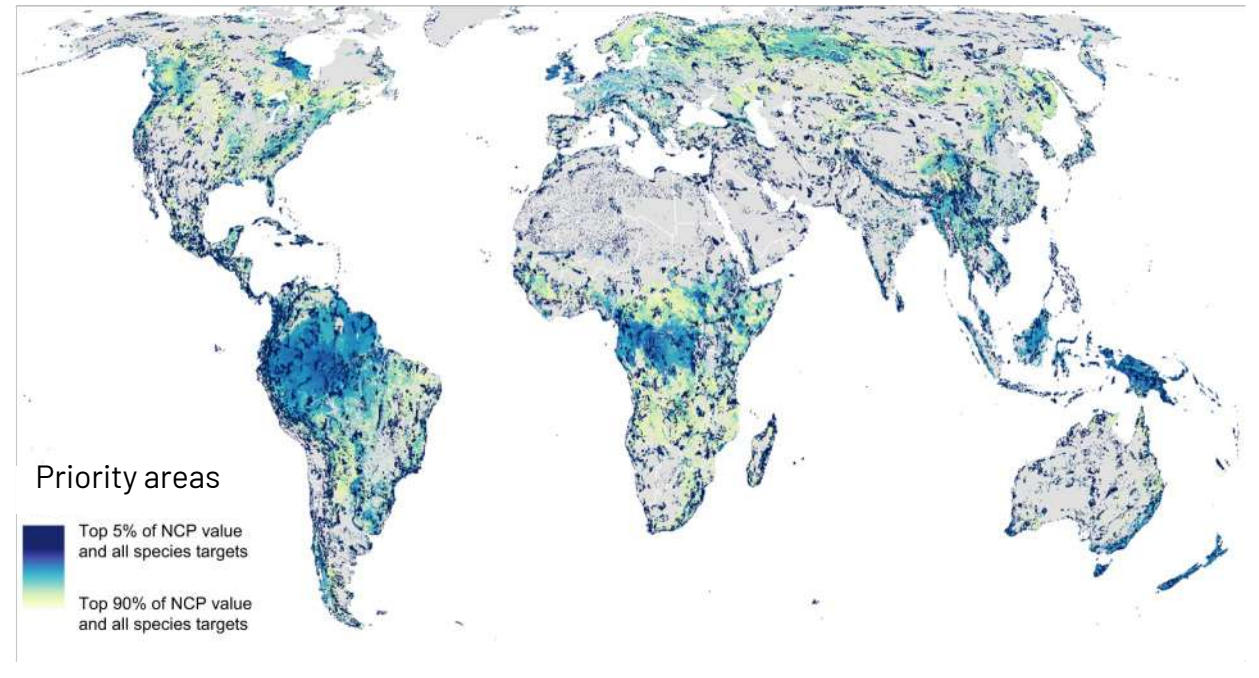 Priority areas
Top 5% of NCP value
and all species targets
Top 90% of NCP value
and all species targets